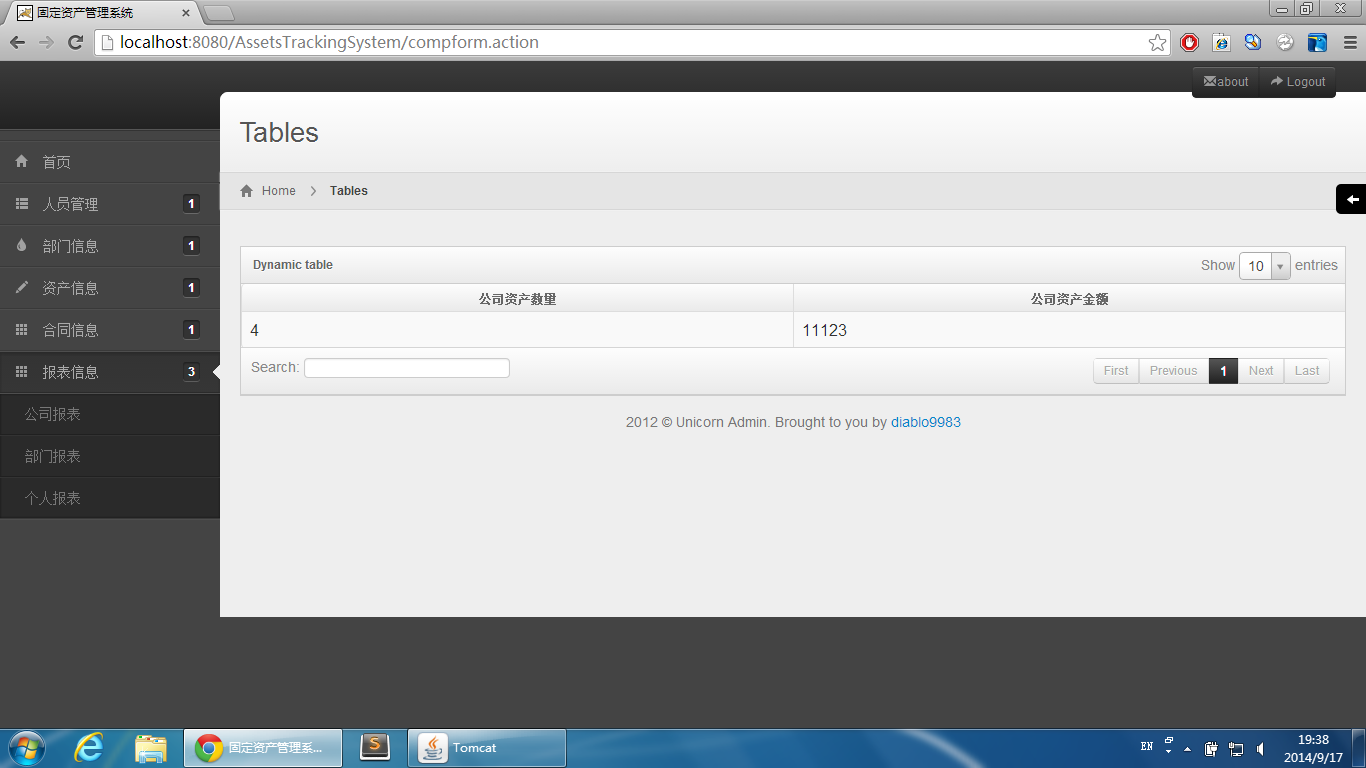 固定资产管理系统
localhost:8080/AssetsTrackingSystem/compform.action
about Logout
Tables
Home Tables
首页
人员管理 1
部门信息 1
资产信息 1
合同信息 1
报表信息 3
公司报表
部门报表
个人报表
Dynamic table Show 10 entries
公司资产数量 公司资产金额
4 11123
Search: First Previous 1 Next Last
2012 © Unicorn Admin. Brought to you by diablo9983
固定资产管理系... Tomcat EN 19:38
2014/9/17